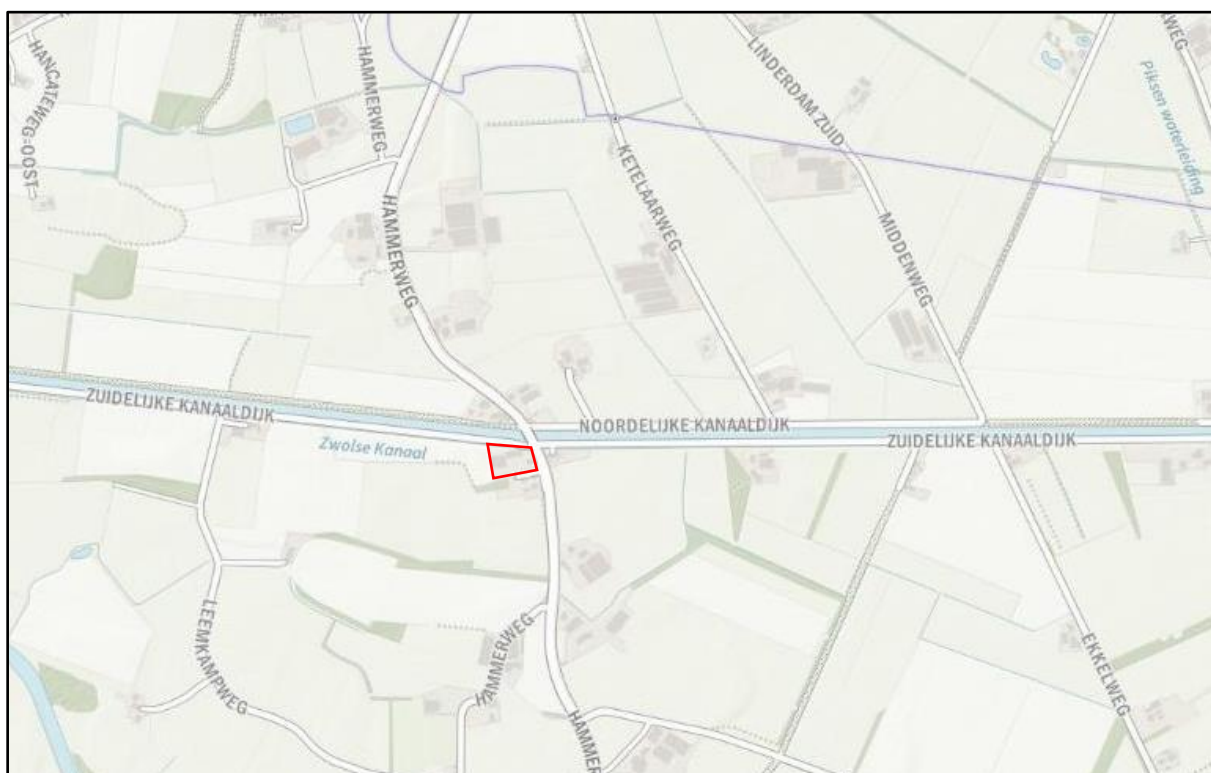 HAMMERWEG
LINDERDAM ZUID
WEG
HANCATEWEG-OOST
Piksen waterleiding
KETELAARWEG
HAMMERWEG
MIDDENWEG
ZUIDELIJKE KANAALDIJK
NOORDELIJKE KANAALDIJK
ZUIDELIJKE KANAALDIJK
Zwolse Kanaal
LEEMKAMPWEG
HAMMERWEG
EKKELWEG
HAMMER